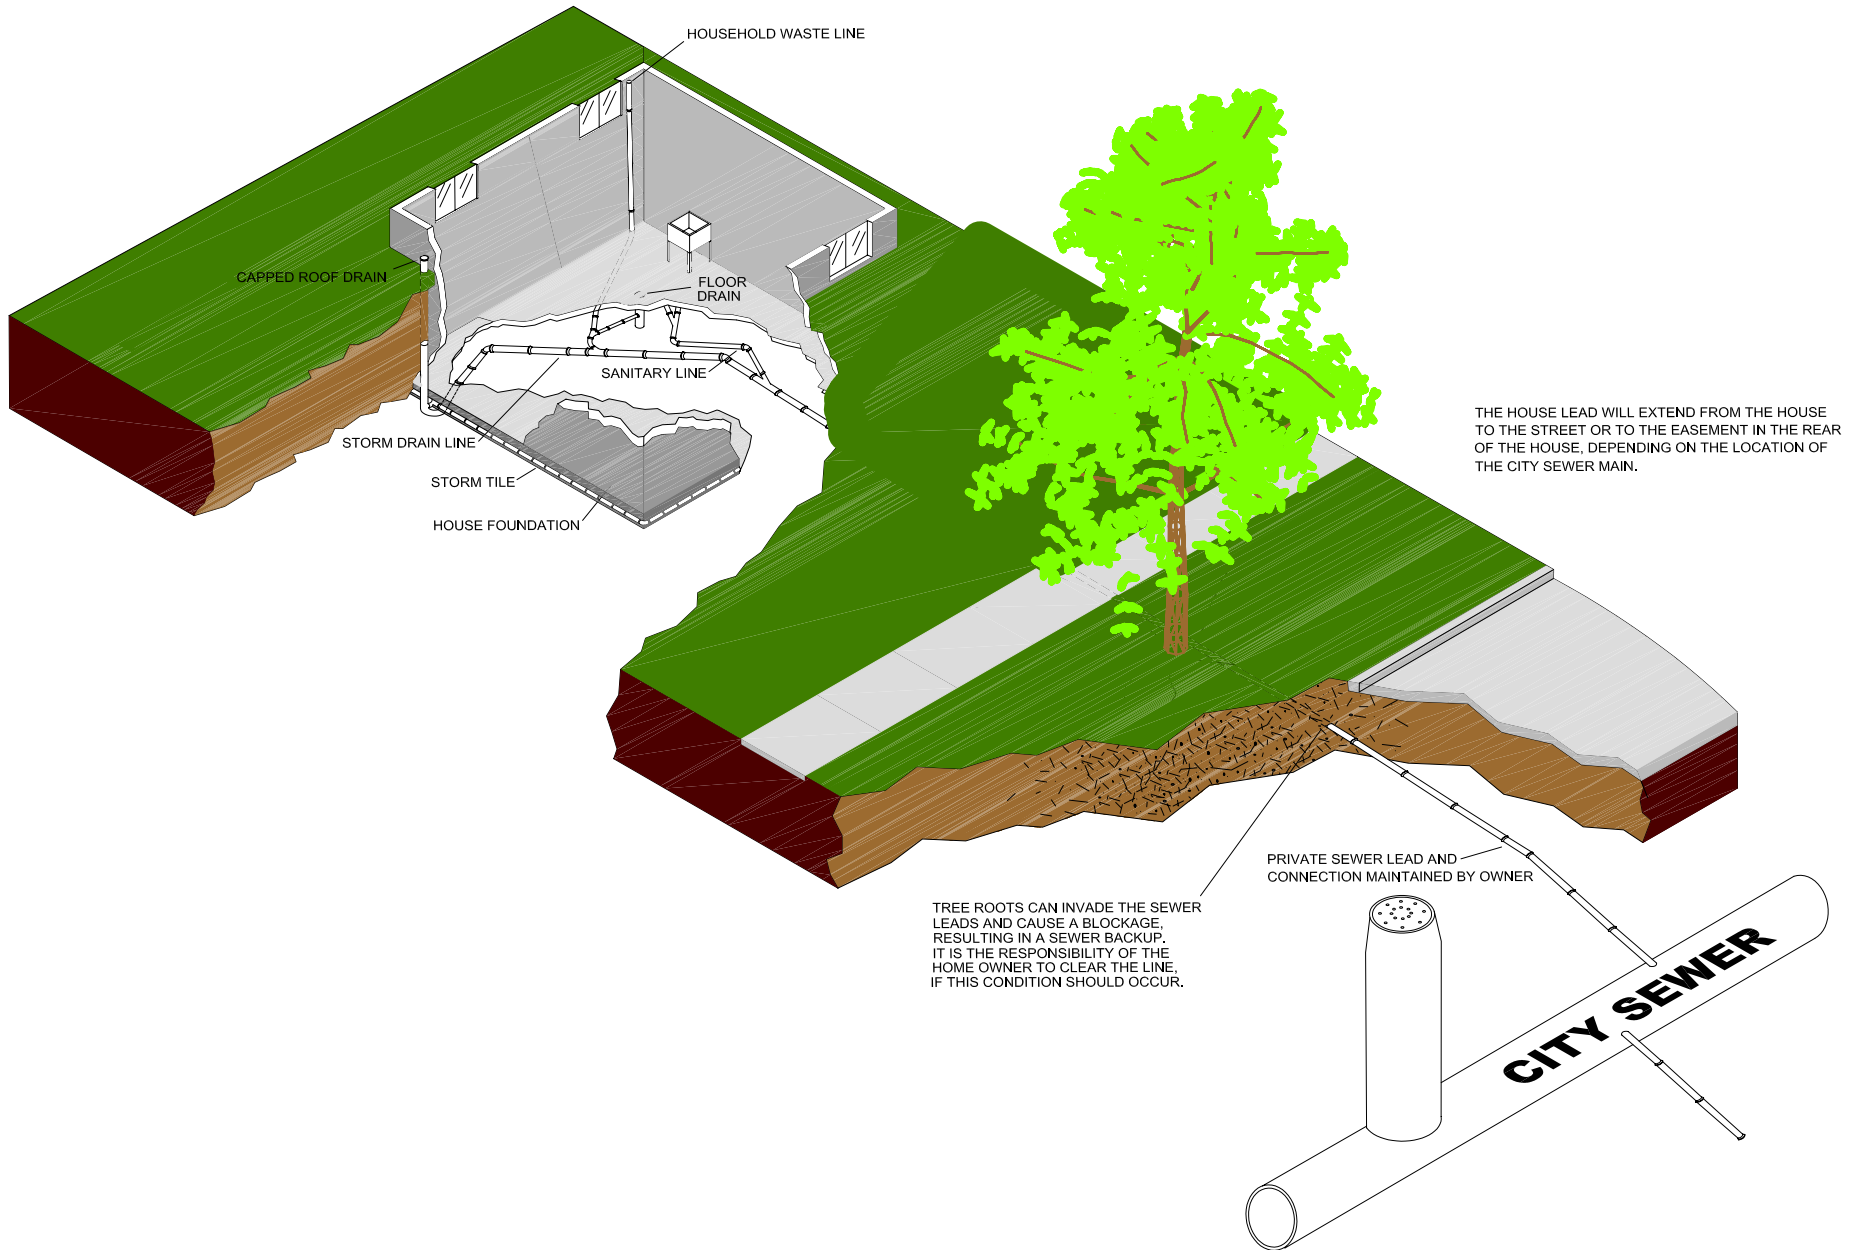 HOUSEHOLD WASTE LINE
CAPPED ROOF DRAIN
FLOOR
DRAIN
SANITARY LINE
STORM DRAIN LINE
STORM TILE
HOUSE FOUNDATION
THE HOUSE LEAD WILL EXTEND FROM THE HOUSE
TO THE STREET OR TO THE EASEMENT IN THE REAR
OF THE HOUSE, DEPENDING ON THE LOCATION OF
THE CITY SEWER MAIN.
PRIVATE SEWER LEAD AND
CONNECTION MAINTAINED BY OWNER
TREE ROOTS CAN INVADE THE SEWER
LEADS AND CAUSE A BLOCKAGE,
RESULTING IN A SEWER BACKUP.
IT IS THE RESPONSIBILITY OF THE
HOME OWNER TO CLEAR THE LINE,
IF THIS CONDITION SHOULD OCCUR.
CITY SEWER